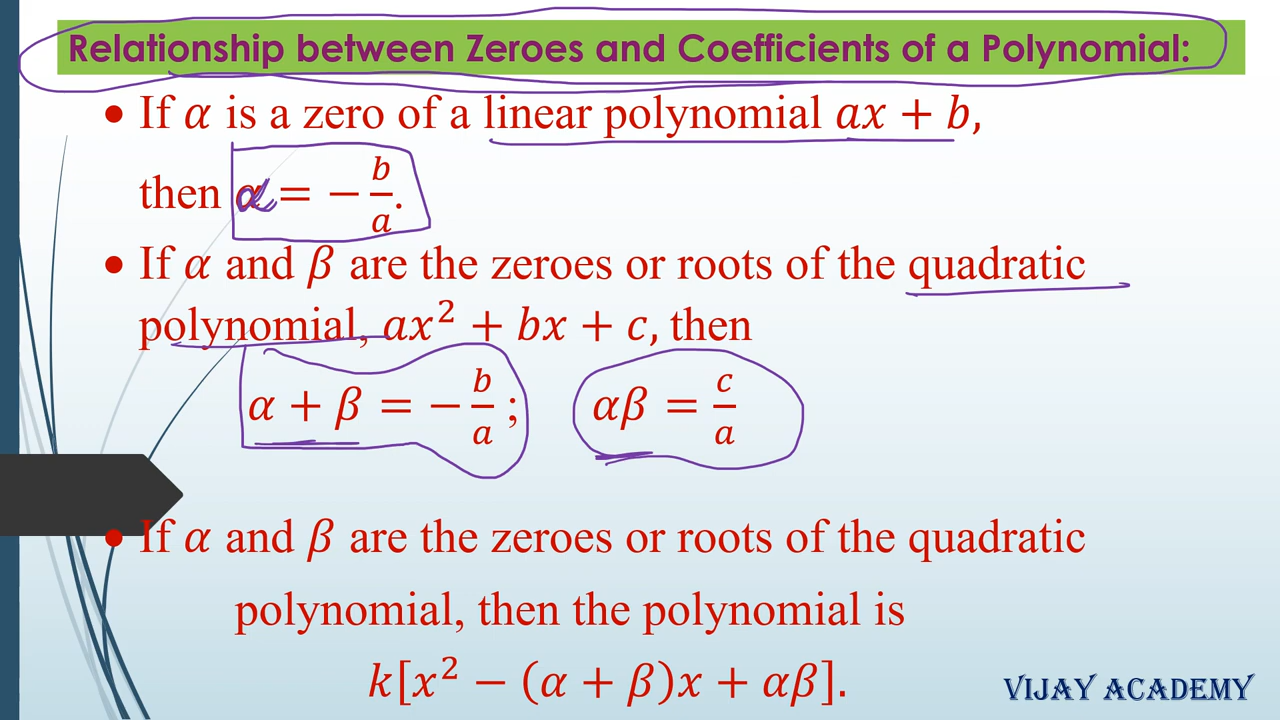 Relationship between Zeroes and Coefficients of a Polynomial:
• If α is a zero of a linear polynomial ax + b,
then α = − b/a.
• If α and β are the zeroes or roots of the quadratic
polynomial, ax² + bx + c, then
α + β = − b/a ; αβ = c/a
• If α and β are the zeroes or roots of the quadratic
polynomial, then the polynomial is
k[x² − (α + β)x + αβ].
VIJAY ACADEMY